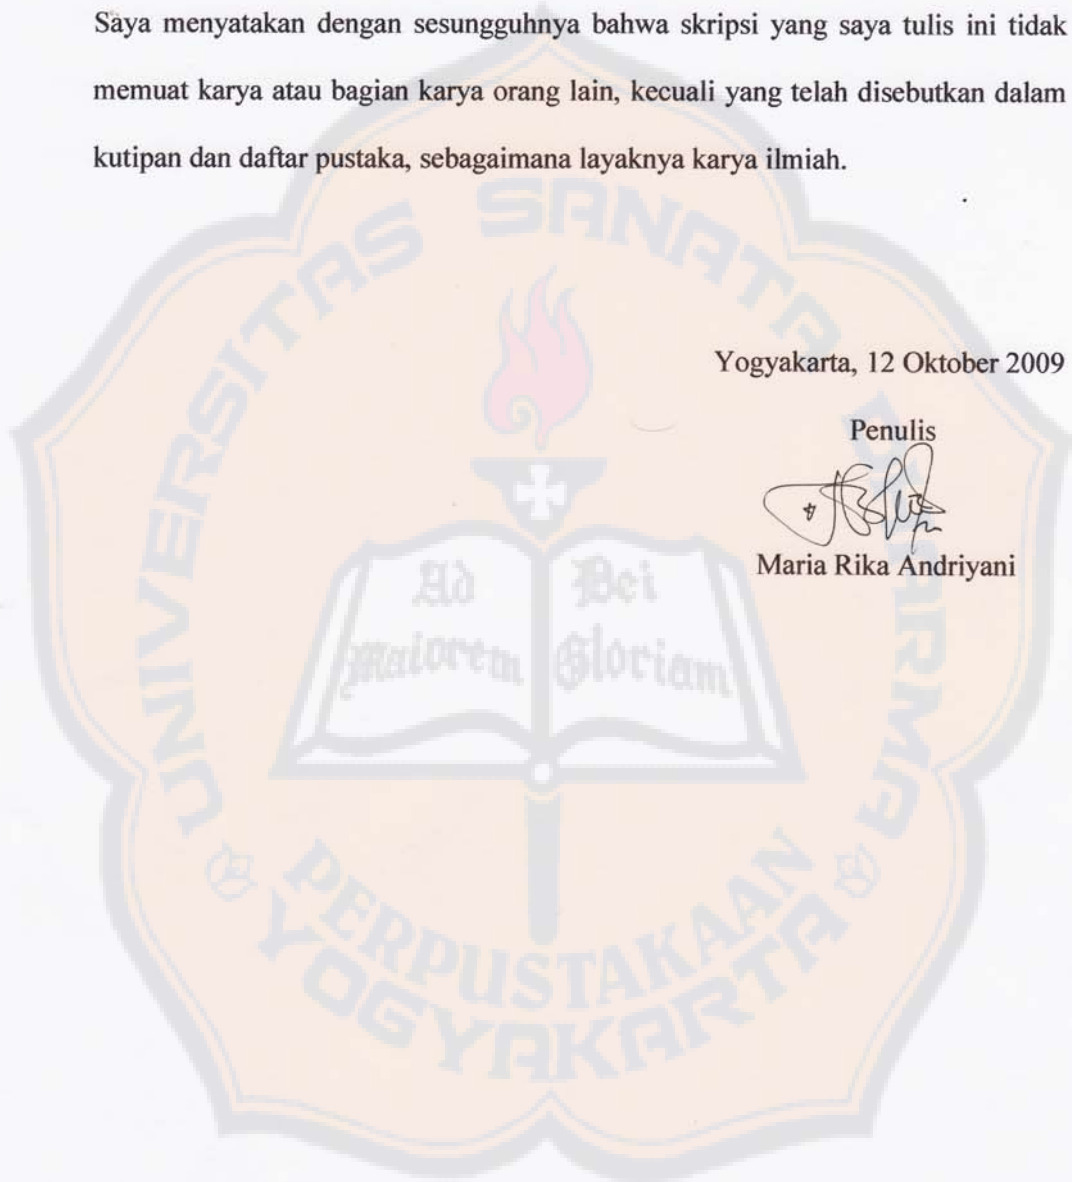 Saya menyatakan dengan sesungguhnya bahwa skripsi yang saya tulis ini tidak
memuat karya atau bagian karya orang lain, kecuali yang telah disebutkan dalam
kutipan dan daftar pustaka, sebagaimana layaknya karya ilmiah.
UNIVERSITAS SANATA DHARMA
Yogyakarta, 12 Oktober 2009
Penulis
Maria Rika Andriyani
Ad Dei
Maiorem Gloriam
PERPUSTAKAAN
YOGYAKARTA